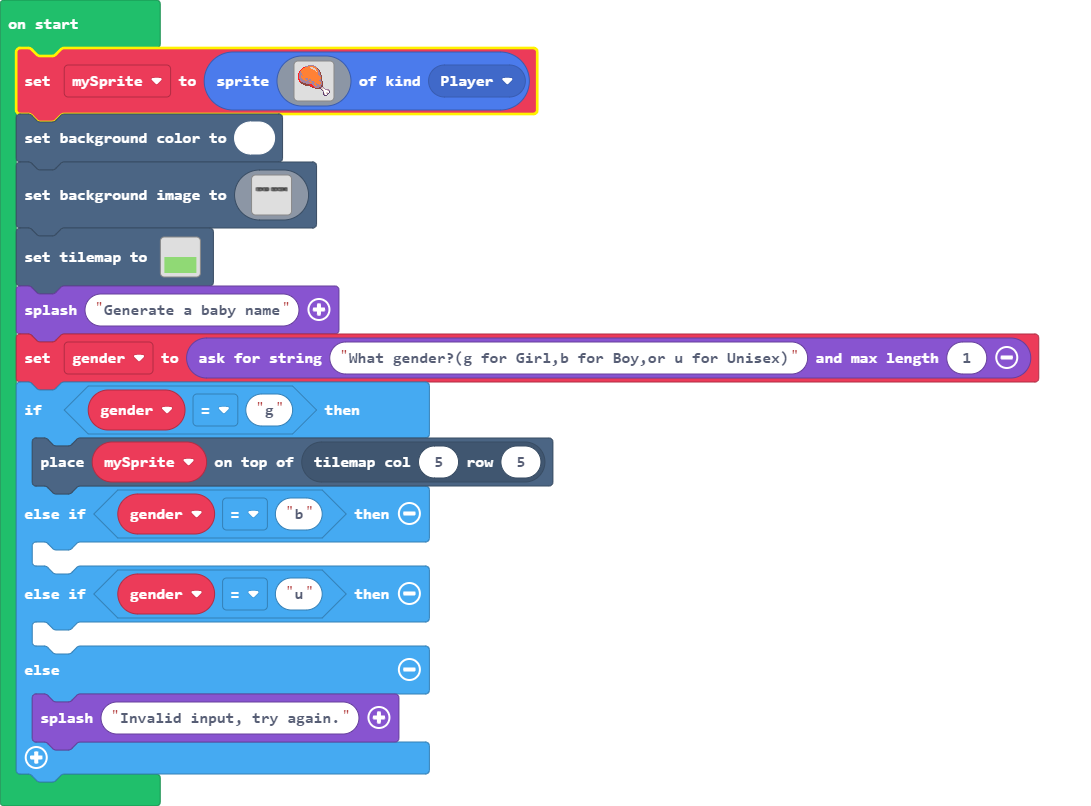 on start
set mySprite to sprite of kind Player
set background color to
set background image to
set tilemap to
splash "Generate a baby name"
set gender to ask for string "What gender?(g for Girl,b for Boy,or u for Unisex)" and max length 1
if gender = "g" then
place mySprite on top of tilemap col 5 row 5
else if gender = "b" then
else if gender = "u" then
else
splash "Invalid input, try again."